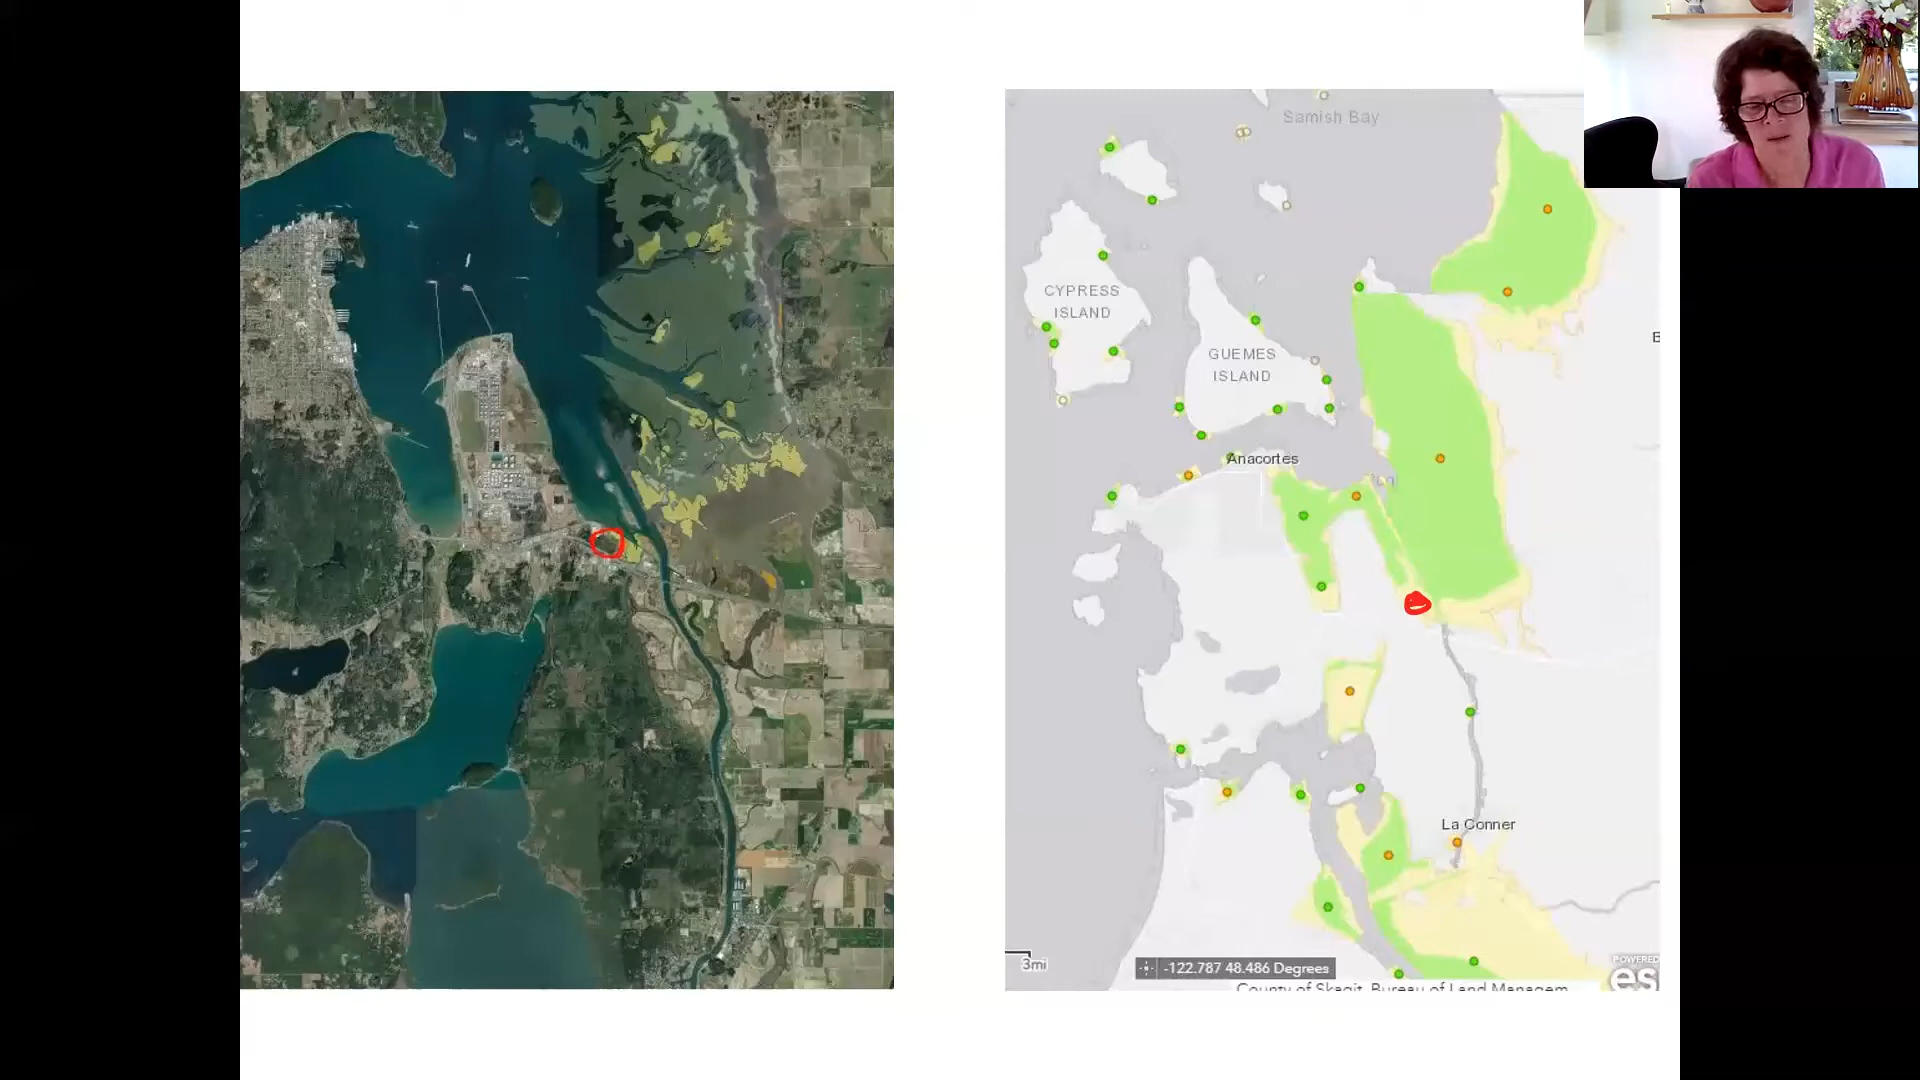 Samish Bay
CYPRESS
ISLAND
GUEMES
ISLAND
Anacortes
La Conner
3mi
-122.787 48.486 Degrees
POWERED
es
County of Skagit, Bureau of Land Managem